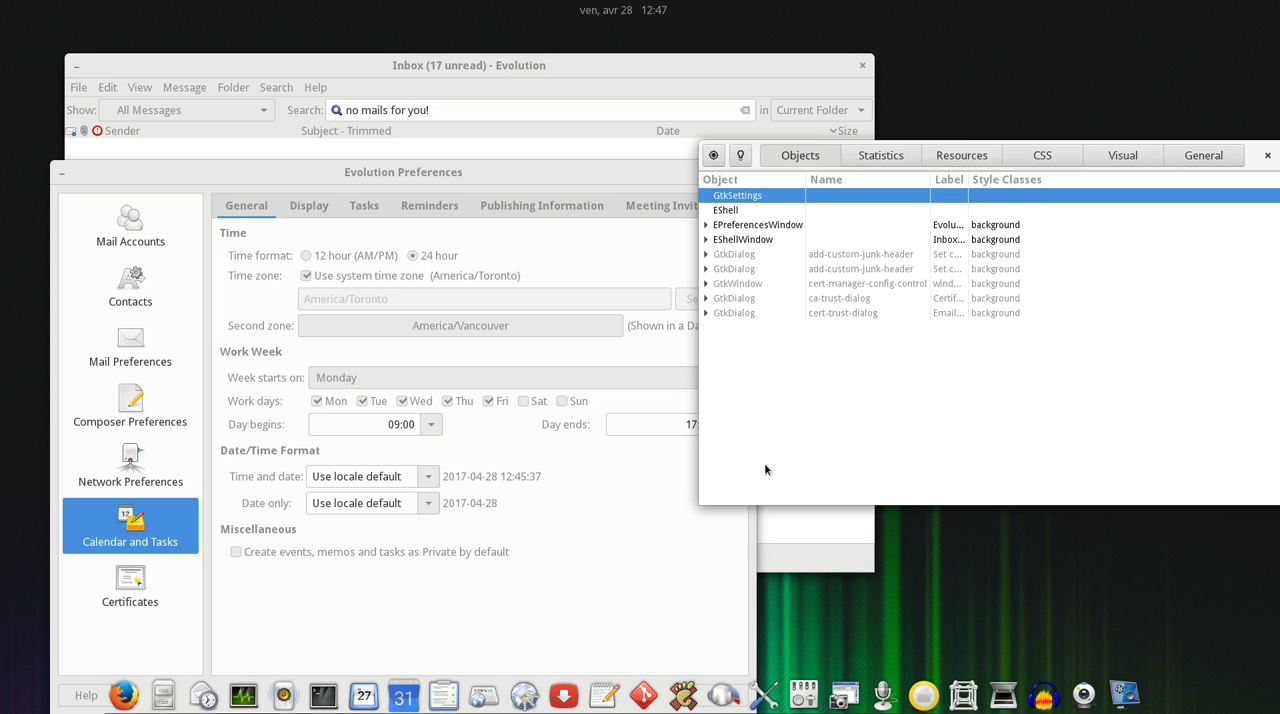 ven, avr 28 12:47
Inbox (17 unread) - Evolution
File Edit View Message Folder Search Help
Show: All Messages Search: no mails for you! in Current Folder
Sender Subject - Trimmed Date Size
Evolution Preferences
Mail Accounts
Contacts
Mail Preferences
Composer Preferences
Network Preferences
12
Calendar and Tasks
Certificates
Help
General Display Tasks Reminders Publishing Information Meeting Invit
Time
Time format: 12 hour (AM/PM) 24 hour
Time zone: Use system time zone (America/Toronto)
America/Toronto Se
Second zone: America/Vancouver (Shown in a Da
Work Week
Week starts on: Monday
Work days: Mon Tue Wed Thu Fri Sat Sun
Day begins: 09:00 Day ends: 17:
Date/Time Format
Time and date: Use locale default 2017-04-28 12:45:37
Date only: Use locale default 2017-04-28
Miscellaneous
Create events, memos and tasks as Private by default
Objects Statistics Resources CSS Visual General
Object Name Label Style Classes
GtkSettings
EShell
EPreferencesWindow Evolu... background
EShellWindow Inbox... background
GtkDialog add-custom-junk-header Set c... background
GtkDialog add-custom-junk-header Set c... background
GtkWindow cert-manager-config-control wind... background
GtkDialog ca-trust-dialog Certif... background
GtkDialog cert-trust-dialog Email... background
27 31